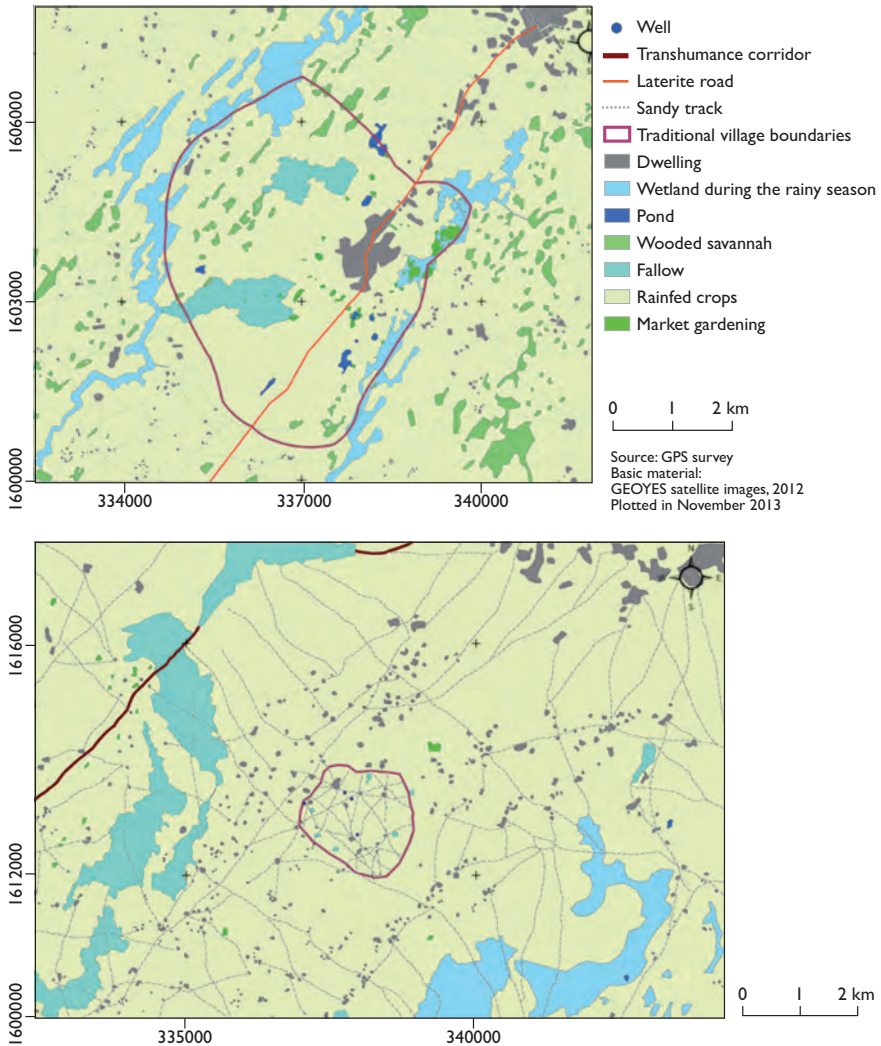 Well
Transhumance corridor
Laterite road
Sandy track
Traditional village boundaries
Dwelling
Wetland during the rainy season
Pond
Wooded savannah
Fallow
Rainfed crops
Market gardening
0 1 2 km
Source: GPS survey
Basic material:
GEOYES satellite images, 2012
Plotted in November 2013
1606000
1603000
1600000
334000 337000 340000
N
E
S
616000
1612000
1600000
335000 340000
0 1 2 km